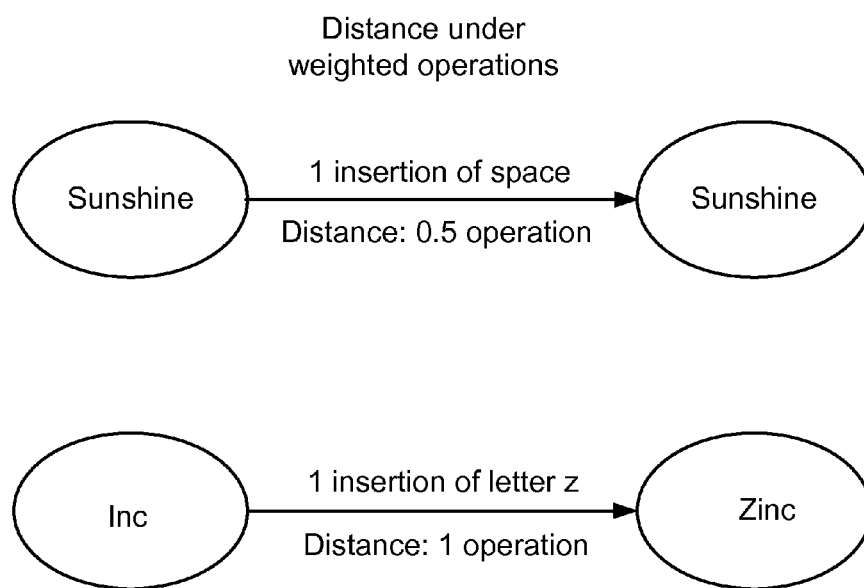 Distance under
weighted operations
1 insertion of space
Sunshine
Sunshine
Distance: 0.5 operation
1 insertion of letter z
Inc
Zinc
Distance: 1 operation